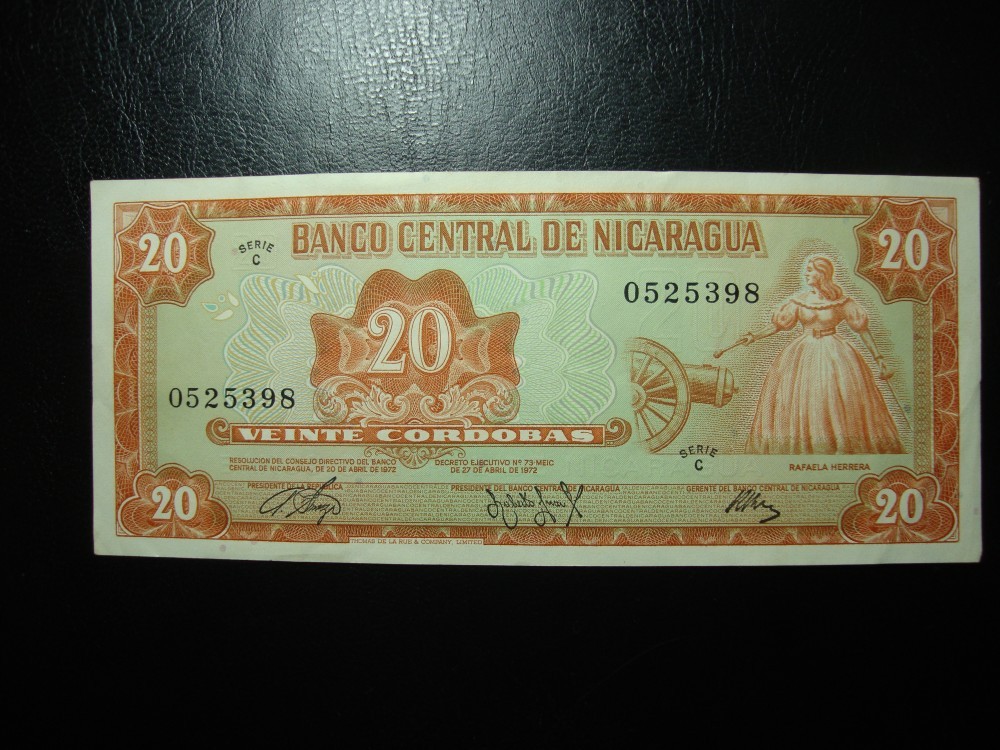 20
SERIE
C
BANCO CENTRAL DE NICARAGUA
20
0525398
20
0525398
VEINTE CORDOBAS
SERIE
C
RESOLUCION DEL CONSEJO DIRECTIVO DEL BANCO
CENTRAL DE NICARAGUA, DE 20 DE ABRIL DE 1972
DECRETO EJECUTIVO Nº 73-MEIC
DE 27 DE ABRIL DE 1972
RAFAELA HERRERA
20
PRESIDENTE DE LA REPUBLICA
PRESIDENTE DEL BANCO CENTRAL DE NICARAGUA
GERENTE DEL BANCO CENTRAL DE NICARAGUA
20
THOMAS DE LA RUE & COMPANY, LIMITED